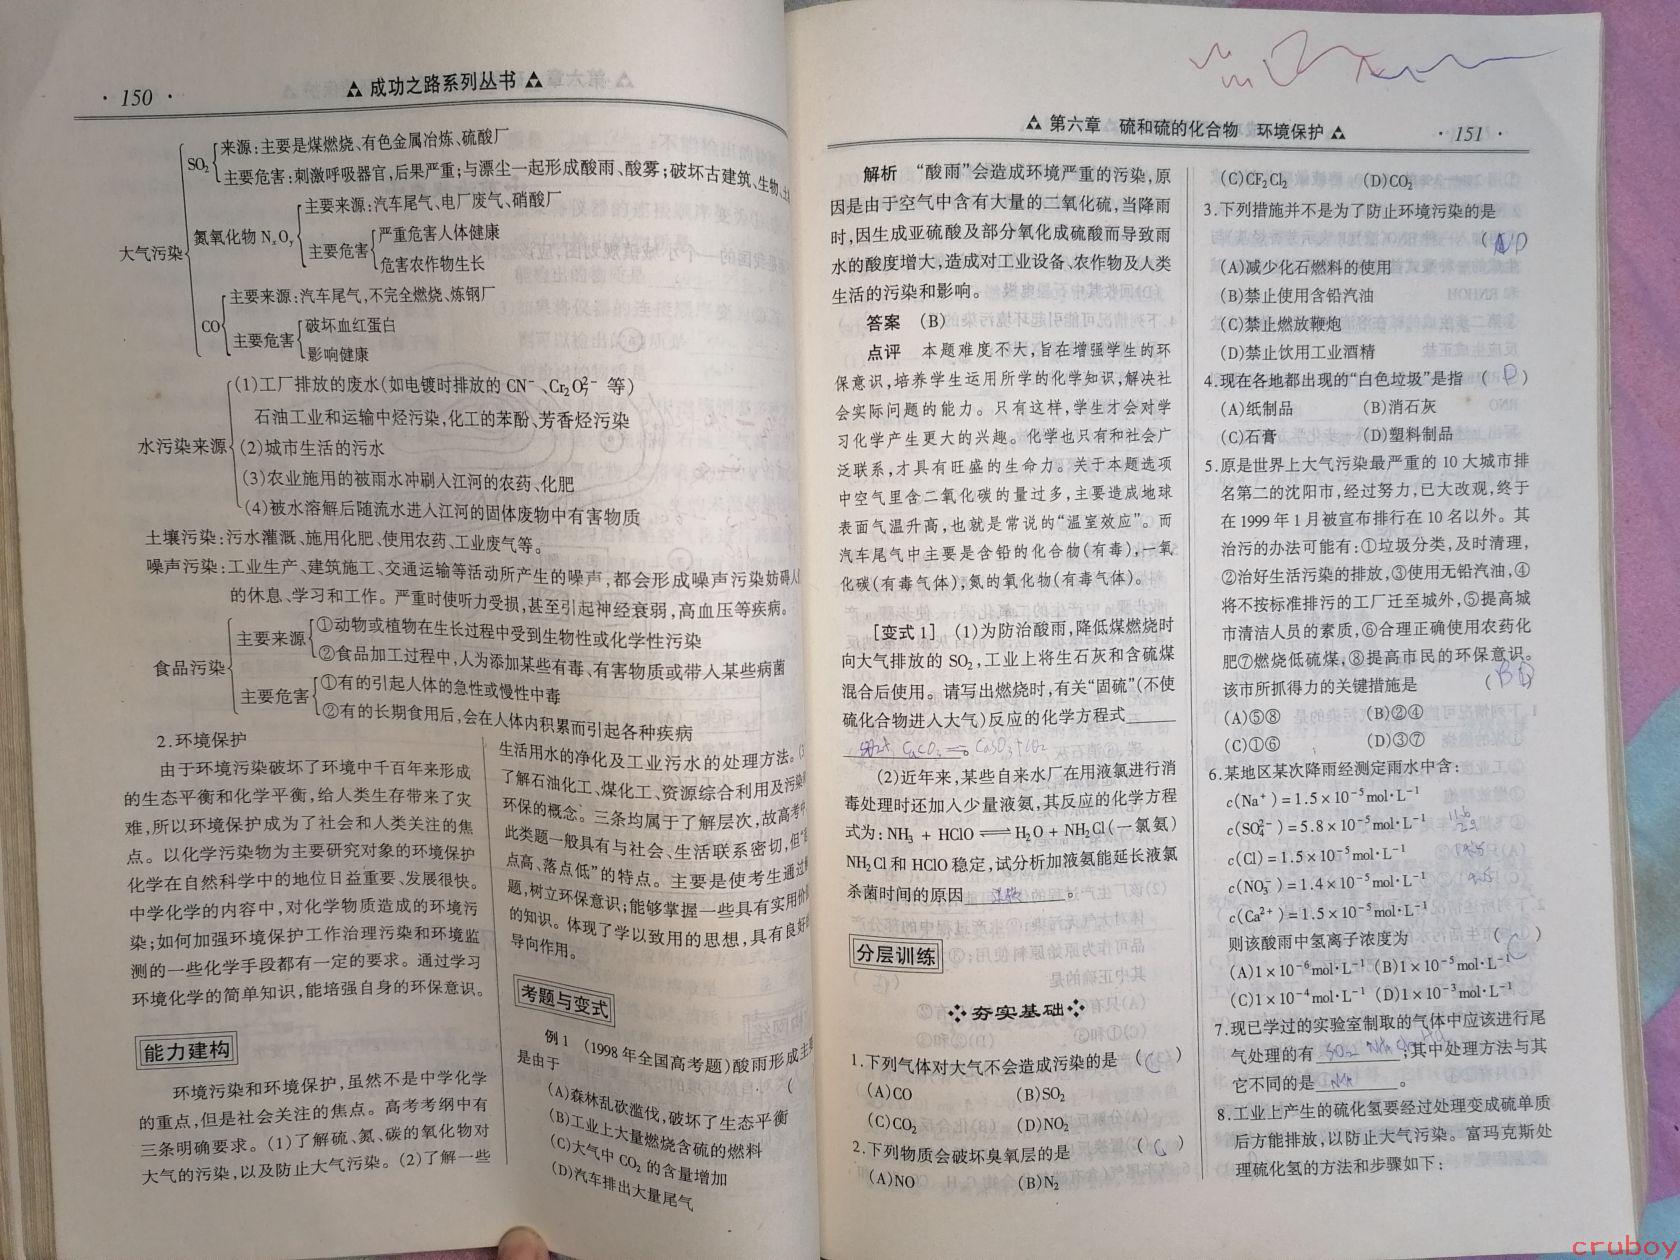 · 150 ·
成功之路系列丛书
大气污染
SO₂
来源:主要是煤燃烧、有色金属冶炼、硫酸厂
主要危害:刺激呼吸器官,后果严重;与漂尘一起形成酸雨、酸雾;破坏古建筑、生物、土
氮氧化物 NₓOᵧ
主要来源:汽车尾气、电厂废气、硝酸厂
主要危害
严重危害人体健康
危害农作物生长
CO
主要来源:汽车尾气,不完全燃烧、炼钢厂
主要危害
破坏血红蛋白
影响健康
水污染来源
(1)工厂排放的废水(如电镀时排放的 CN⁻、Cr₂O₇²⁻ 等)
石油工业和运输中烃污染,化工的苯酚、芳香烃污染
(2)城市生活的污水
(3)农业施用的被雨水冲刷入江河的农药、化肥
(4)被水溶解后随流水进入江河的固体废物中有害物质
土壤污染:污水灌溉、施用化肥、使用农药、工业废气等。
噪声污染:工业生产、建筑施工、交通运输等活动所产生的噪声,都会形成噪声污染妨碍人
的休息、学习和工作。严重时使听力受损,甚至引起神经衰弱,高血压等疾病。
食品污染
主要来源
①动物或植物在生长过程中受到生物性或化学性污染
②食品加工过程中,人为添加某些有毒、有害物质或带入某些病菌
主要危害
①有的引起人体的急性或慢性中毒
②有的长期食用后,会在人体内积累而引起各种疾病
2.环境保护
由于环境污染破坏了环境中千百年来形成
的生态平衡和化学平衡,给人类生存带来了灾
难,所以环境保护成为了社会和人类关注的焦
点。以化学污染物为主要研究对象的环境保护
化学在自然科学中的地位日益重要、发展很快。
中学化学的内容中,对化学物质造成的环境污
染;如何加强环境保护工作治理污染和环境监
测的一些化学手段都有一定的要求。通过学习
环境化学的简单知识,能培强自身的环保意识。
能力建构
环境污染和环境保护,虽然不是中学化学
的重点,但是社会关注的焦点。高考考纲中有
三条明确要求。(1)了解硫、氮、碳的氧化物对
大气的污染,以及防止大气污染。(2)了解一些
生活用水的净化及工业污水的处理方法。(3
了解石油化工、煤化工、资源综合利用及污染
环保的概念。三条均属于了解层次,故高考中
此类题一般具有与社会、生活联系密切,但“
点高、落点低”的特点。主要是使考生通过
题,树立环保意识;能够掌握一些具有实用价
的知识。体现了学以致用的思想,具有良好
导向作用。
考题与变式
例 1 (1998 年全国高考题)酸雨形成主
是由于 (
(A)森林乱砍滥伐,破坏了生态平衡
(B)工业上大量燃烧含硫的燃料
(C)大气中 CO₂ 的含量增加
(D)汽车排出大量尾气
第六章 硫和硫的化合物 环境保护
· 151 ·
解析 “酸雨”会造成环境严重的污染,原
因是由于空气中含有大量的二氧化硫,当降雨
时,因生成亚硫酸及部分氧化成硫酸而导致雨
水的酸度增大,造成对工业设备、农作物及人类
生活的污染和影响。
答案 (B)
点评 本题难度不大,旨在增强学生的环
保意识,培养学生运用所学的化学知识,解决社
会实际问题的能力。只有这样,学生才会对学
习化学产生更大的兴趣。化学也只有和社会广
泛联系,才具有旺盛的生命力。关于本题选项
中空气里含二氧化碳的量过多,主要造成地球
表面气温升高,也就是常说的“温室效应”。而
汽车尾气中主要是含铅的化合物(有毒),一氧
化碳(有毒气体),氮的氧化物(有毒气体)。
[变式 1] (1)为防治酸雨,降低煤燃烧时
向大气排放的 SO₂,工业上将生石灰和含硫煤
混合后使用。请写出燃烧时,有关“固硫”(不使
硫化合物进入大气)反应的化学方程式
SO₂+ CaCO₃ = CaSO₃+CO₂
(2)近年来,某些自来水厂在用液氯进行消
毒处理时还加入少量液氨,其反应的化学方程
式为:NH₃ + HClO ⇌ H₂O + NH₂Cl(一氯氨)
NH₂Cl 和 HClO 稳定,试分析加液氨能延长液氯
杀菌时间的原因 。
分层训练
夯实基础
1.下列气体对大气不会造成污染的是 ( C )
(A)CO (B)SO₂
(C)CO₂ (D)NO₂
2.下列物质会破坏臭氧层的是 ( C )
(A)NO (B)N₂
(C)CF₂Cl₂ (D)CO₂
3.下列措施并不是为了防止环境污染的是
( D )
(A)减少化石燃料的使用
(B)禁止使用含铅汽油
(C)禁止燃放鞭炮
(D)禁止饮用工业酒精
4.现在各地都出现的“白色垃圾”是指 ( D )
(A)纸制品 (B)消石灰
(C)石膏 (D)塑料制品
5.原是世界上大气污染最严重的 10 大城市排
名第二的沈阳市,经过努力,已大改观,终于
在 1999 年 1 月被宣布排行在 10 名以外。其
治污的办法可能有:①垃圾分类,及时清理,
②治好生活污染的排放,③使用无铅汽油,④
将不按标准排污的工厂迁至城外,⑤提高城
市清洁人员的素质,⑥合理正确使用农药化
肥⑦燃烧低硫煤,⑧提高市民的环保意识。
该市所抓得力的关键措施是 ( B D )
(A)⑤⑧ (B)②④
(C)①⑥ (D)③⑦
6.某地区某次降雨经测定雨水中含:
c(Na⁺) = 1.5 × 10⁻⁵mol·L⁻¹
c(SO₄²⁻) = 5.8 × 10⁻⁵mol·L⁻¹
c(Cl) = 1.5 × 10⁻⁵mol·L⁻¹
c(NO₃⁻) = 1.4 × 10⁻⁵mol·L⁻¹
c(Ca²⁺) = 1.5 × 10⁻⁵mol·L⁻¹
则该酸雨中氢离子浓度为 ( C )
(A)1 × 10⁻⁶mol·L⁻¹ (B)1 × 10⁻⁵mol·L⁻¹
(C)1 × 10⁻⁴mol·L⁻¹ (D)1 × 10⁻³mol·L⁻¹
7.现已学过的实验室制取的气体中应该进行尾
气处理的有 SO₂ NH₃ ;其中处理方法与其
它不同的是 NH₃ 。
8.工业上产生的硫化氢要经过处理变成硫单质
后方能排放,以防止大气污染。富玛克斯处
理硫化氢的方法和步骤如下:
cruboy